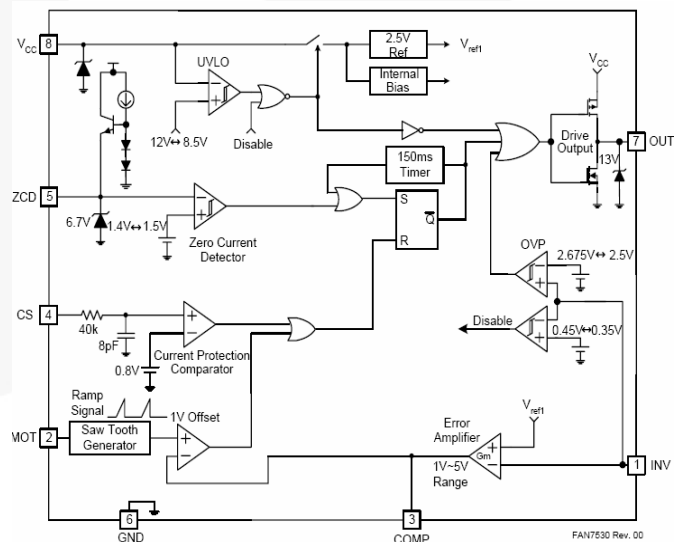 VCC
8
2.5V
Ref
Vref1
UVLO
Internal
Bias
VCC
12V↔8.5V
Disable
Drive
Output
7
OUT
13V
150ms
Timer
ZCD
5
S
Q
R
6.7V
1.4V↔1.5V
Zero Current
Detector
OVP
2.675V↔2.5V
CS
4
40k
8pF
Current Protection
Comparator
0.8V
Disable
0.45V↔0.35V
Ramp
Signal
1V Offset
MOT
2
Saw Tooth
Generator
Error
Amplifier
Vref1
Gm
1V~5V
Range
1
INV
6
GND
3
COMP
FAN7530 Rev. 00